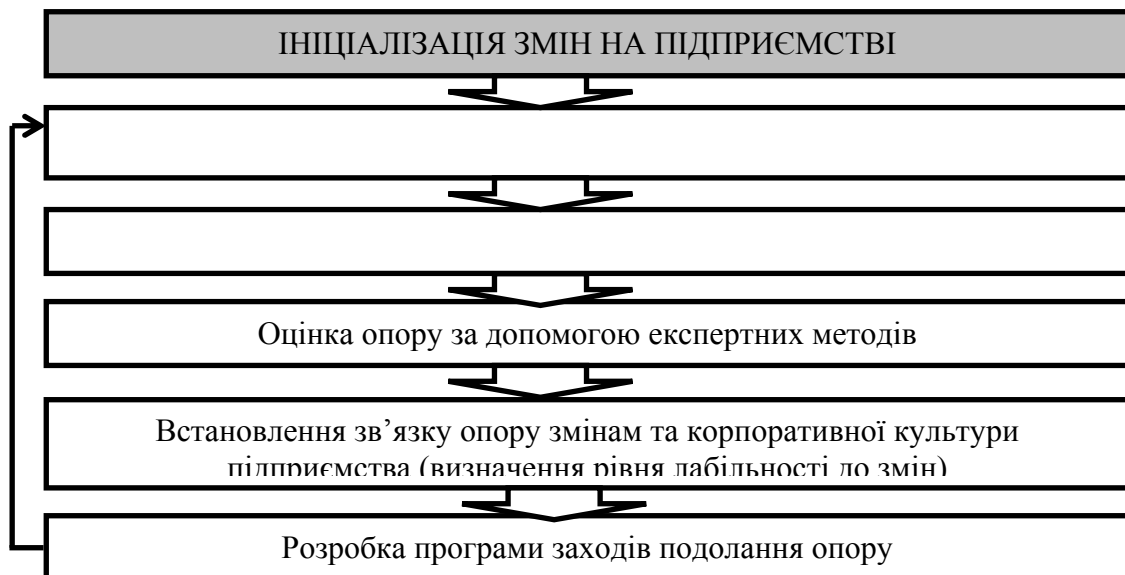 ІНІЦІАЛІЗАЦІЯ ЗМІН НА ПІДПРИЄМСТВІ
Оцінка опору за допомогою експертних методів
Встановлення зв’язку опору змінам та корпоративної культури
підприємства (визначення рівня лабільності до змін)
Розробка програми заходів подолання опору